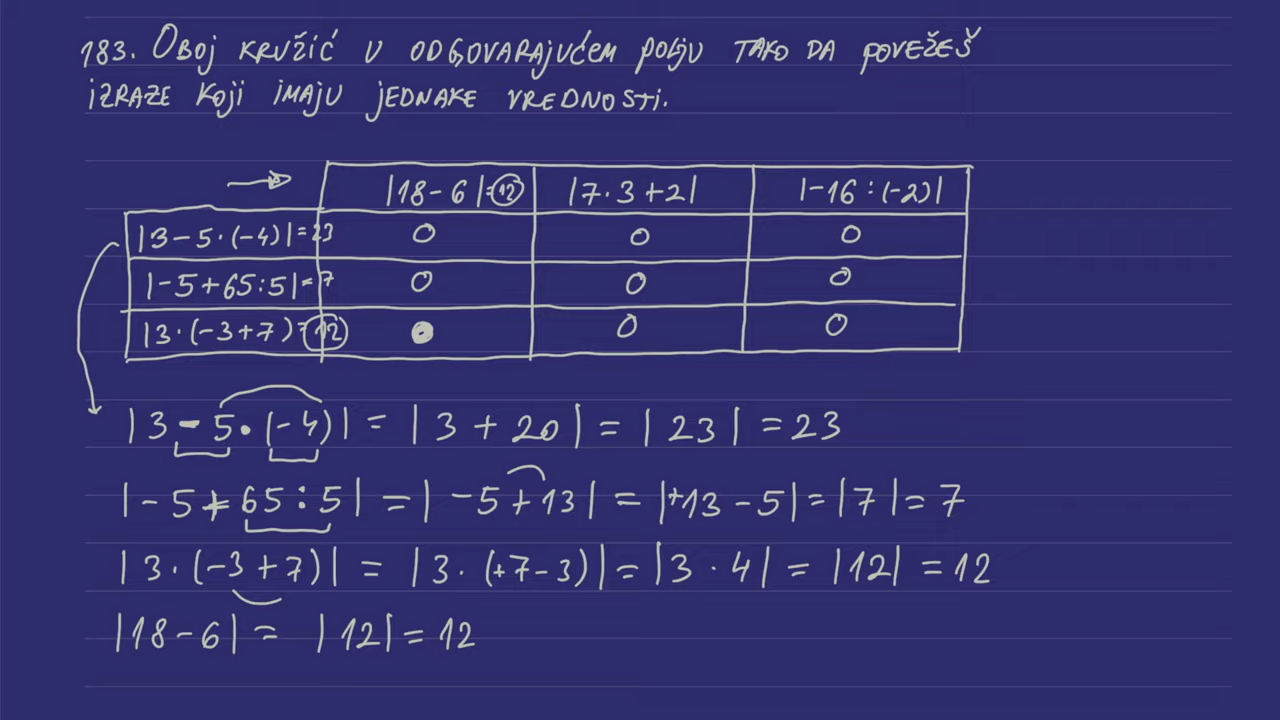 183. Oboj kružić u odgovarajućem polju tako da povežeš
izraze koji imaju jednake vrednosti.
|18-6|=12 |7·3+2| |-16:(-2)|
|3-5·(-4)|=23 O O O
|-5+65:5|=7 O O O
|3·(-3+7)=12 ● O O
|3-5·(-4)|=|3+20|=|23|=23
|-5+65:5|=|-5+13|=|+13-5|=|7|=7
|3·(-3+7)|=|3·(+7-3)|=|3·4|=|12|=12
|18-6|=|12|=12